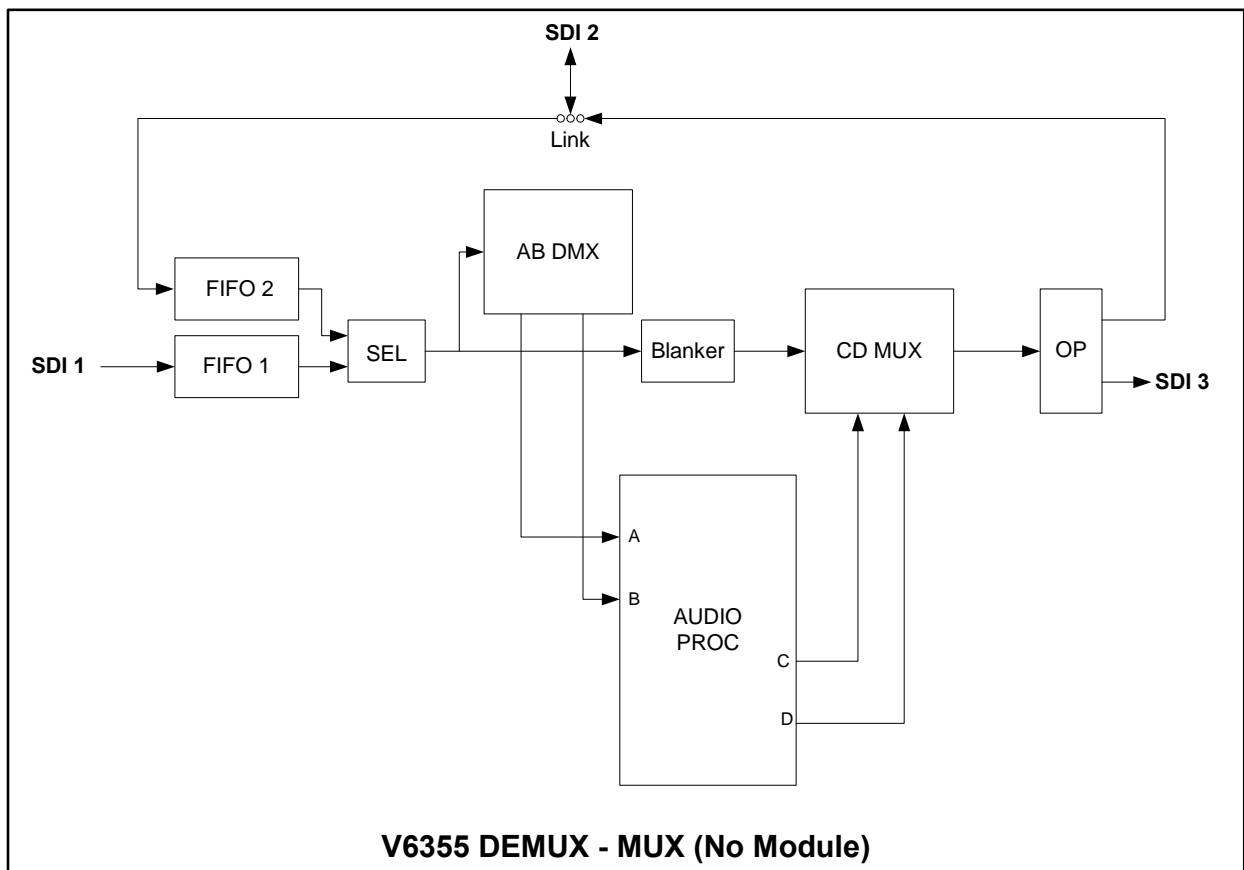 SDI 2
Link
AB DMX
FIFO 2
SEL
Blanker
CD MUX
OP
SDI 1
FIFO 1
SDI 3
A
B
AUDIO
PROC
C
D
V6355 DEMUX - MUX (No Module)